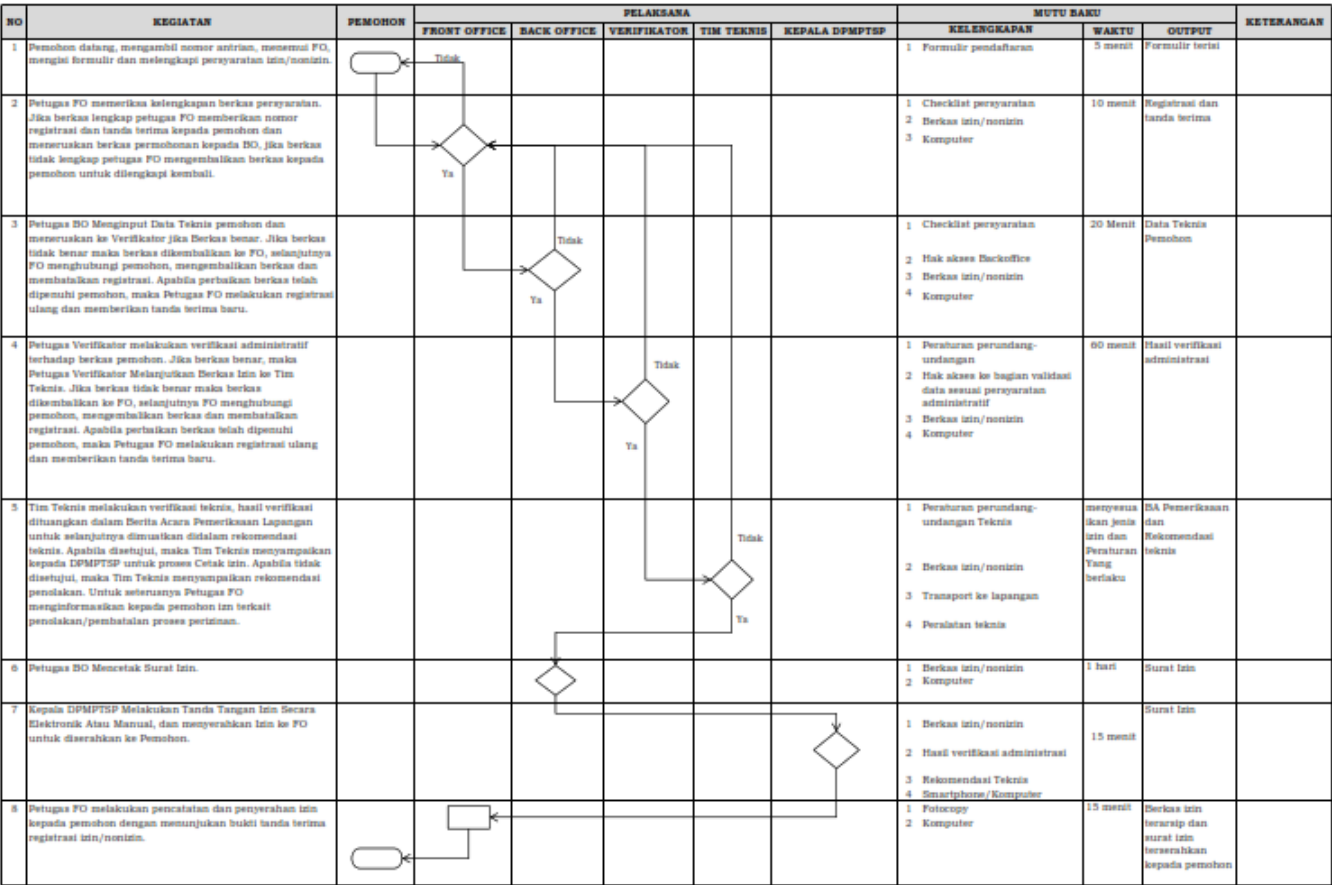 NO KEGIATAN PEMOHON PELAKSANA MUTU BAKU KETERANGAN
FRONT OFFICE BACK OFFICE VERIFIKATOR TIM TEKNIS KEPALA DPMPTSP KELENGKAPAN WAKTU OUTPUT
1 Pemohon datang, mengambil nomor antrian, menemui FO,
mengisi formulir dan melengkapi persyaratan izin/nonizin.
Tidak
1 Formulir pendaftaran
5 menit
Formulir terisi
2 Petugas FO memeriksa kelengkapan berkas persyaratan.
Jika berkas lengkap petugas FO memberikan nomor
registrasi dan tanda terima kepada pemohon dan
meneruskan berkas permohonan kepada BO, jika berkas
tidak lengkap petugas FO mengembalikan berkas kepada
pemohon untuk dilengkapi kembali.
Ya
1 Checklist persyaratan
2 Berkas izin/nonizin
3 Komputer
10 menit
Registrasi dan
tanda terima
3 Petugas BO Menginput Data Teknis pemohon dan
meneruskan ke Verifikator jika Berkas benar. Jika berkas
tidak benar maka berkas dikembalikan ke FO, selanjutnya
FO menghubungi pemohon, mengembalikan berkas dan
membatalkan registrasi. Apabila perbaikan berkas telah
dipenuhi pemohon, maka Petugas FO melakukan registrasi
ulang dan memberikan tanda terima baru.
Tidak
Ya
1 Checklist persyaratan
2 Hak akses Backoffice
3 Berkas izin/nonizin
4 Komputer
20 Menit
Data Teknis
Pemohon
4 Petugas Verifikator melakukan verifikasi administratif
terhadap berkas pemohon. Jika berkas benar, maka
Petugas Verifikator Melanjutkan Berkas Izin ke Tim
Teknis. Jika berkas tidak benar maka berkas
dikembalikan ke FO, selanjutnya FO menghubungi
pemohon, mengembalikan berkas dan membatalkan
registrasi. Apabila perbaikan berkas telah dipenuhi
pemohon, maka Petugas FO melakukan registrasi ulang
dan memberikan tanda terima baru.
Tidak
Ya
1 Peraturan perundang-
undangan
2 Hak akses ke bagian validasi
data sesuai persyaratan
administratif
3 Berkas izin/nonizin
4 Komputer
60 menit
Hasil verifikasi
administrasi
5 Tim Teknis melakukan verifikasi teknis, hasil verifikasi
dituangkan dalam Berita Acara Pemeriksaan Lapangan
untuk selanjutnya dimuatkan didalam rekomendasi
teknis. Apabila disetujui, maka Tim Teknis menyampaikan
kepada DPMPTSP untuk proses Cetak izin. Apabila tidak
disetujui, maka Tim Teknis menyampaikan rekomendasi
penolakan. Untuk seterusnya Petugas FO
menginformasikan kepada pemohon izn terkait
penolakan/pembatalan proses perizinan.
Tidak
Ya
1 Peraturan perundang-
undangan Teknis
2 Berkas izin/nonizin
3 Transport ke lapangan
4 Peralatan teknis
menyesua
ikan jenis
izin dan
Peraturan
Yang
berlaku
BA Pemeriksaan
dan
Rekomendasi
teknis
6 Petugas BO Mencetak Surat Izin.
1 Berkas izin/nonizin
2 Komputer
1 hari
Surat Izin
7 Kepala DPMPTSP Melakukan Tanda Tangan Izin Secara
Elektronik Atau Manual, dan menyerahkan Izin ke FO
untuk diserahkan ke Pemohon.
1 Berkas izin/nonizin
2 Hasil verifikasi administrasi
3 Rekomendasi Teknis
4 Smartphone/Komputer
15 menit
Surat Izin
8 Petugas FO melakukan pencatatan dan penyerahan izin
kepada pemohon dengan menunjukan bukti tanda terima
registrasi izin/nonizin.
1 Fotocopy
2 Komputer
15 menit
Berkas izin
terarsip dan
surat izin
terserahkan
kepada pemohon